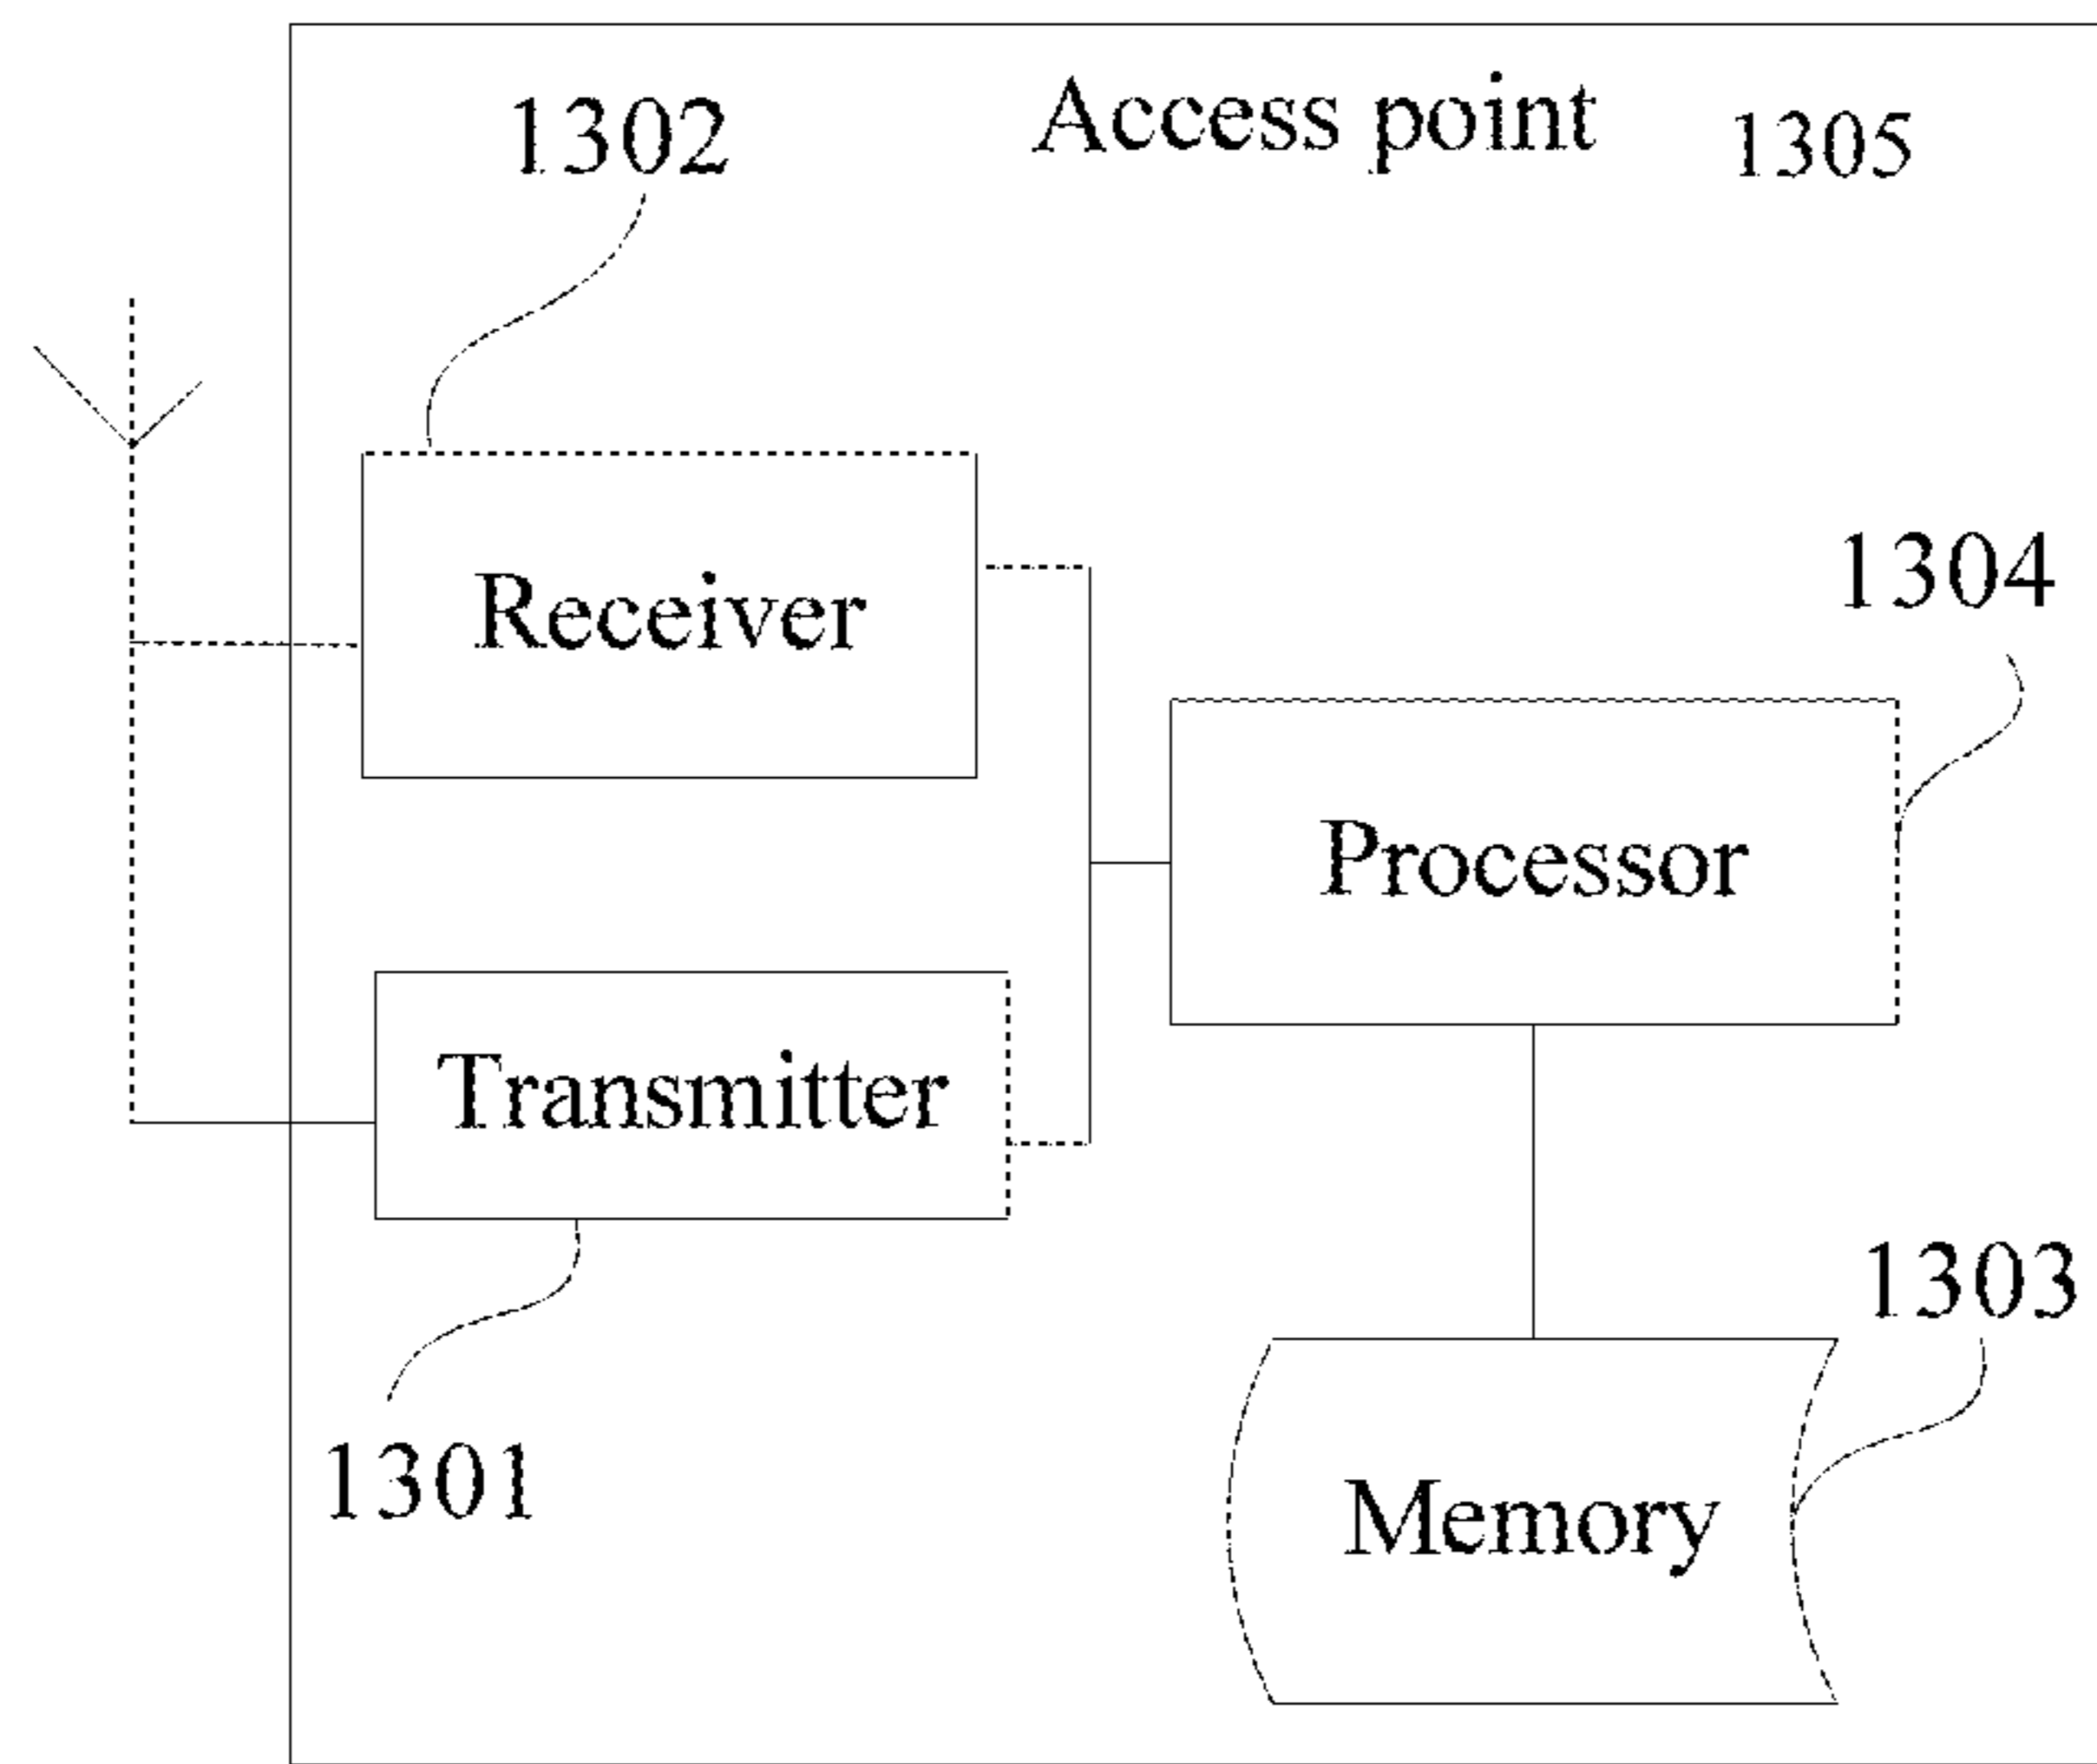 Access point 1305
1302
Receiver
1304
Processor
Transmitter
1303
1301
Memory